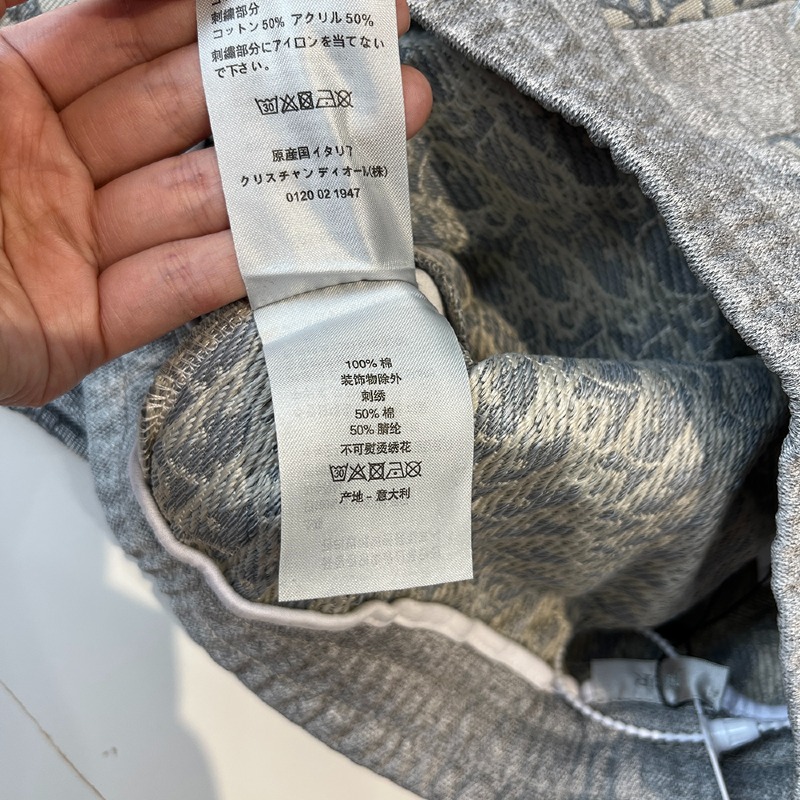 刺繍部分
コットン50% アクリル50%
刺繍部分にアイロンを当てない
で下さい。
30
原産国イタリア
クリスチャン ディオール(株)
0120 02 1947
100% 棉
装饰物除外
刺绣
50% 棉
50% 腈纶
不可熨烫绣花
30
产地 - 意大利